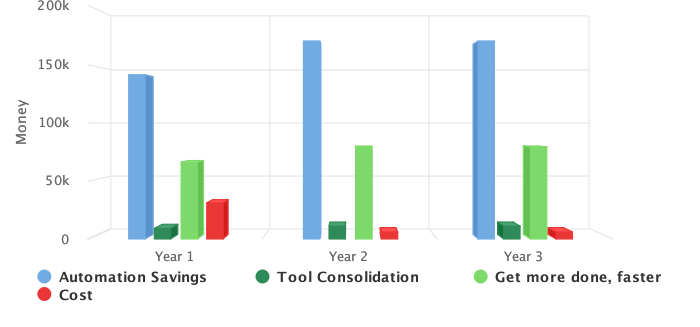 200k
150k
Money
100k
50k
0
Year 1 Year 2 Year 3
Automation Savings Tool Consolidation Get more done, faster
Cost